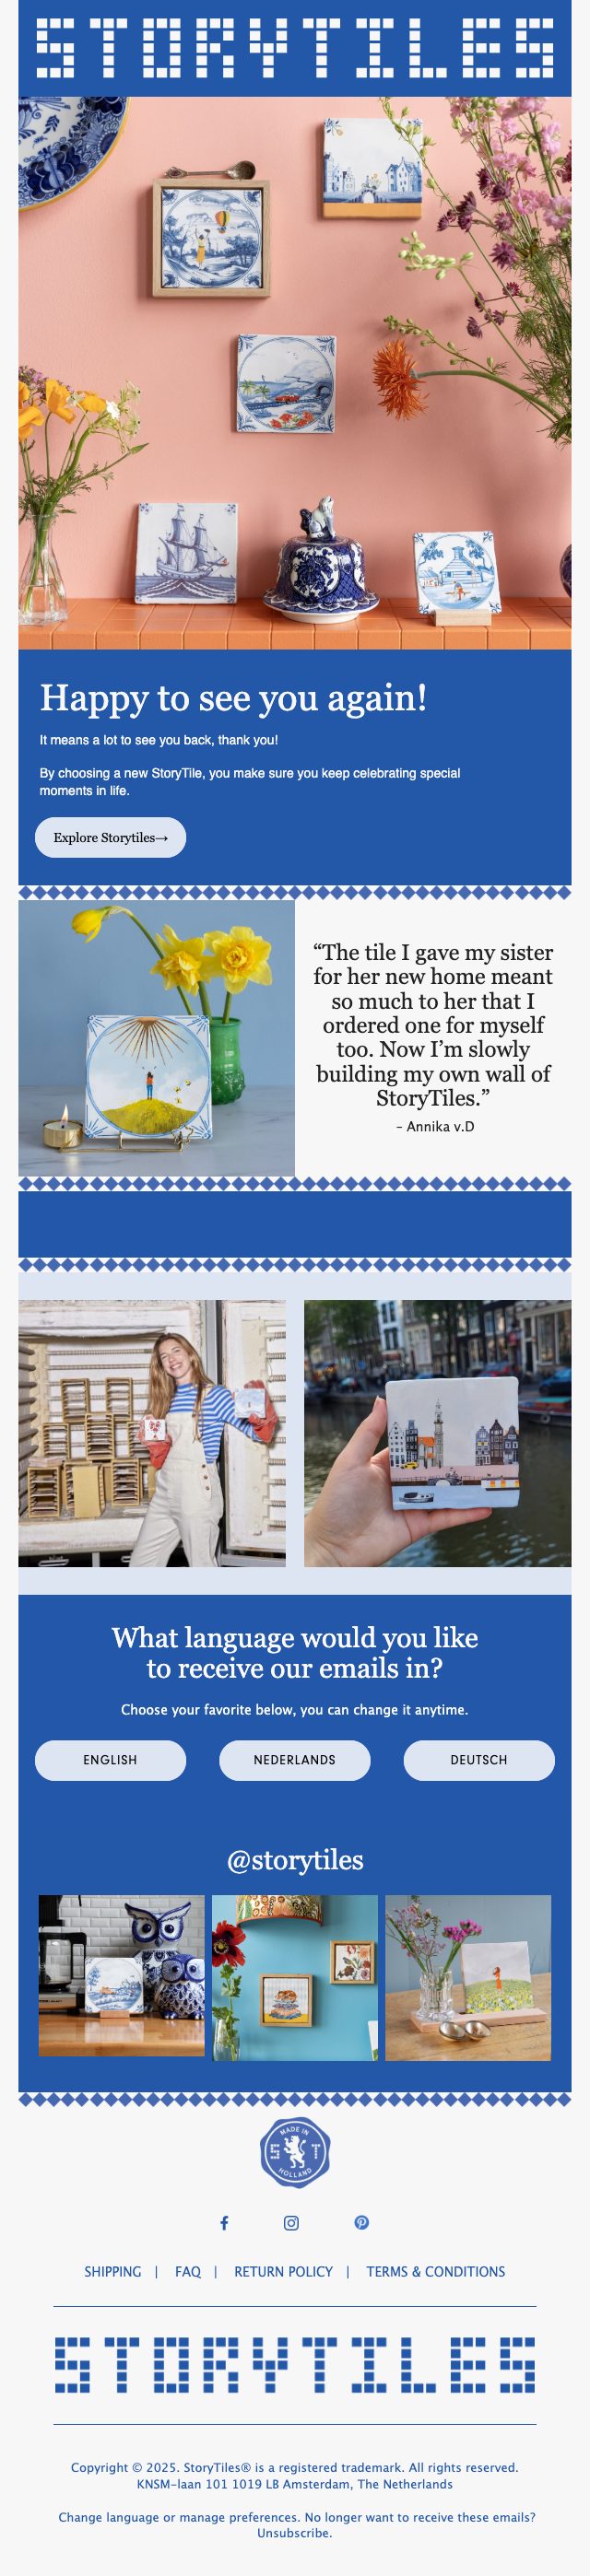 STORYTILES
Happy to see you again!
It means a lot to see you back, thank you!
By choosing a new StoryTile, you make sure you keep celebrating special
moments in life.
Explore Storytiles→
“The tile I gave my sister
for her new home meant
so much to her that I
ordered one for myself
too. Now I’m slowly
building my own wall of
StoryTiles.”
- Annika v.D
What language would you like
to receive our emails in?
Choose your favorite below, you can change it anytime.
ENGLISH NEDERLANDS DEUTSCH
@storytiles
MADE IN
S T
HOLLAND
SHIPPING | FAQ | RETURN POLICY | TERMS & CONDITIONS
STORYTILES
Copyright © 2025. StoryTiles® is a registered trademark. All rights reserved.
KNSM-laan 101 1019 LB Amsterdam, The Netherlands
Change language or manage preferences. No longer want to receive these emails?
Unsubscribe.